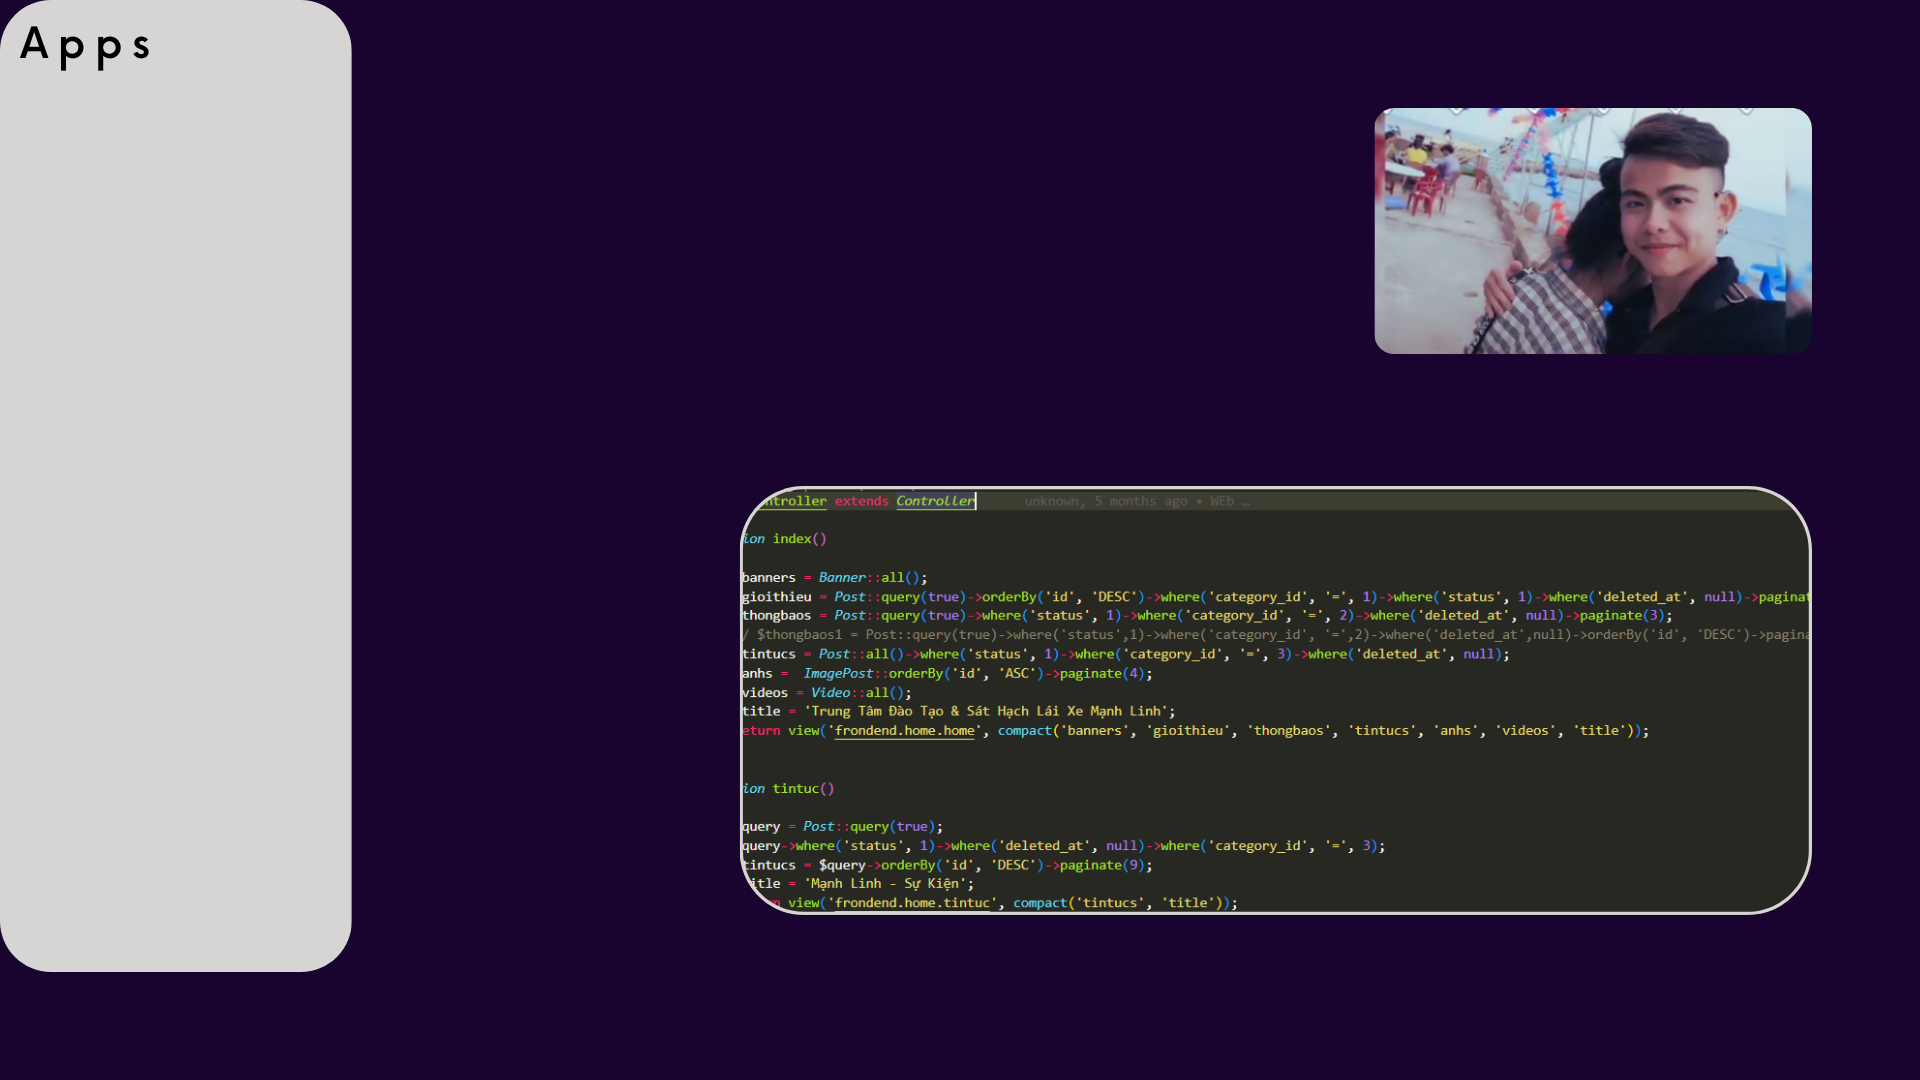 Apps
ntroller extends Controller unknown, 5 months ago • WEb …
ion index()
banners = Banner::all();
gioithieu = Post::query(true)->orderBy('id', 'DESC')->where('category_id', '=', 1)->where('status', 1)->where('deleted_at', null)->paginat
thongbaos = Post::query(true)->where('status', 1)->where('category_id', '=', 2)->where('deleted_at', null)->paginate(3);
/ $thongbaos1 = Post::query(true)->where('status',1)->where('category_id', '=',2)->where('deleted_at',null)->orderBy('id', 'DESC')->pagina
tintucs = Post::all()->where('status', 1)->where('category_id', '=', 3)->where('deleted_at', null);
anhs =  ImagePost::orderBy('id', 'ASC')->paginate(4);
videos = Video::all();
title = 'Trung Tâm Đào Tạo & Sát Hạch Lái Xe Mạnh Linh';
eturn view('frondend.home.home', compact('banners', 'gioithieu', 'thongbaos', 'tintucs', 'anhs', 'videos', 'title'));
ion tintuc()
query = Post::query(true);
query->where('status', 1)->where('deleted_at', null)->where('category_id', '=', 3);
tintucs = $query->orderBy('id', 'DESC')->paginate(9);
itle = 'Mạnh Linh - Sự Kiện';
n view('frondend.home.tintuc', compact('tintucs', 'title'));